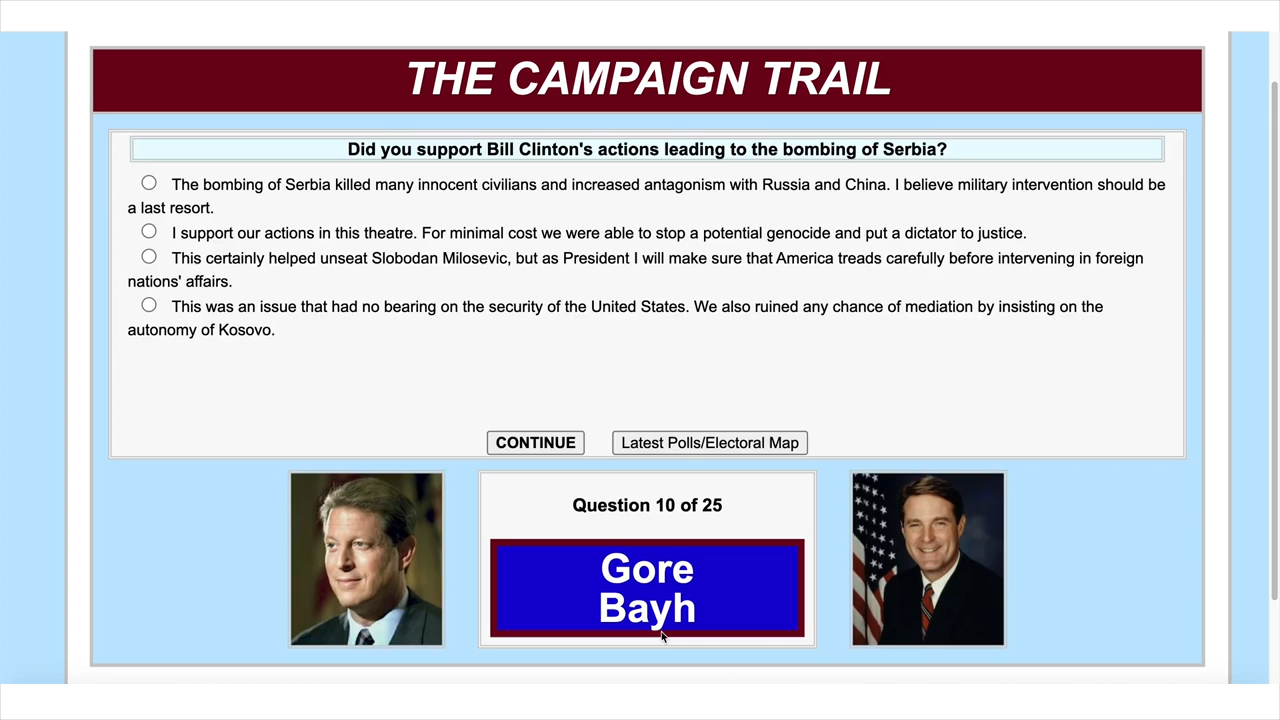 THE CAMPAIGN TRAIL
Did you support Bill Clinton's actions leading to the bombing of Serbia?
The bombing of Serbia killed many innocent civilians and increased antagonism with Russia and China. I believe military intervention should be
a last resort.
I support our actions in this theatre. For minimal cost we were able to stop a potential genocide and put a dictator to justice.
This certainly helped unseat Slobodan Milosevic, but as President I will make sure that America treads carefully before intervening in foreign
nations' affairs.
This was an issue that had no bearing on the security of the United States. We also ruined any chance of mediation by insisting on the
autonomy of Kosovo.
CONTINUE
Latest Polls/Electoral Map
Question 10 of 25
Gore
Bayh